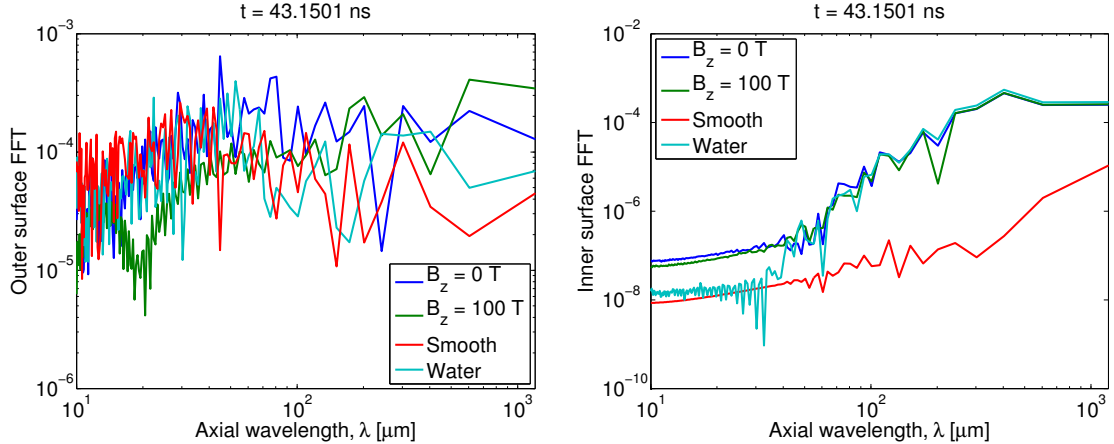 t = 43.1501 ns
Outer surface FFT
10^-3
10^-4
10^-5
10^-6
10^1
10^2
10^3
Axial wavelength, λ [μm]
B_z = 0 T
B_z = 100 T
Smooth
Water
t = 43.1501 ns
Inner surface FFT
10^-2
10^-4
10^-6
10^-8
10^-10
10^1
10^2
10^3
Axial wavelength, λ [μm]
B_z = 0 T
B_z = 100 T
Smooth
Water